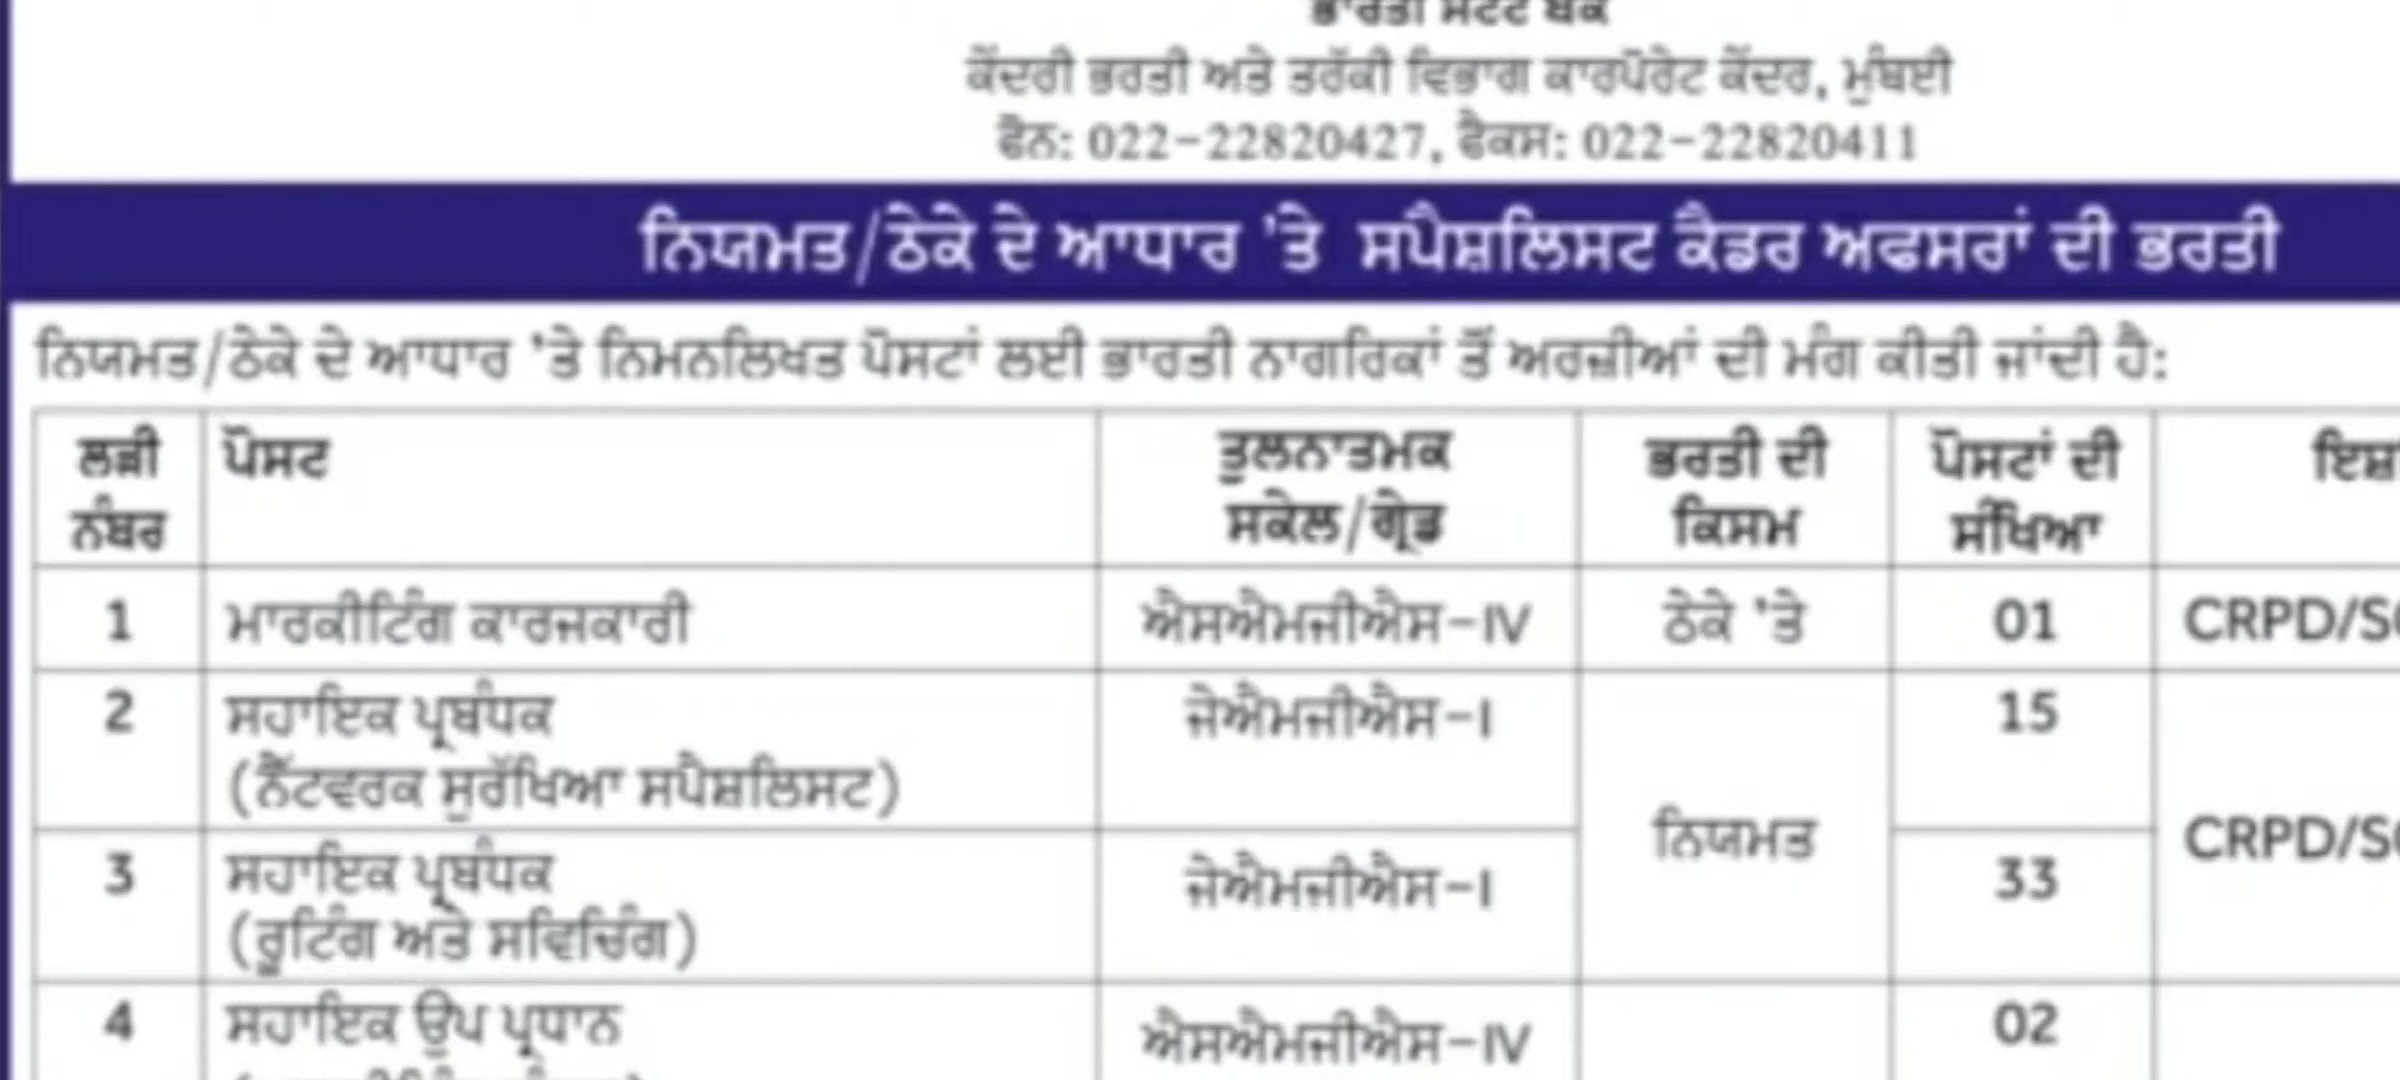 ਭਾਰਤੀ ਸਟੇਟ ਬੈਂਕ
ਕੇਂਦਰੀ ਭਰਤੀ ਅਤੇ ਤਰੱਕੀ ਵਿਭਾਗ ਕਾਰਪੋਰੇਟ ਕੇਂਦਰ, ਮੁੰਬਈ
ਫੋਨ: 022-22820427, ਫੈਕਸ: 022-22820411
ਨਿਯਮਤ/ਠੇਕੇ ਦੇ ਆਧਾਰ 'ਤੇ ਸਪੈਸ਼ਲਿਸਟ ਕੈਡਰ ਅਫਸਰਾਂ ਦੀ ਭਰਤੀ
ਨਿਯਮਤ/ਠੇਕੇ ਦੇ ਆਧਾਰ 'ਤੇ ਨਿਮਨਲਿਖਤ ਪੋਸਟਾਂ ਲਈ ਭਾਰਤੀ ਨਾਗਰਿਕਾਂ ਤੋਂ ਅਰਜ਼ੀਆਂ ਦੀ ਮੰਗ ਕੀਤੀ ਜਾਂਦੀ ਹੈ:
ਲੜੀ ਪੋਸਟ ਤੁਲਨਾਤਮਕ ਭਰਤੀ ਦੀ ਪੋਸਟਾਂ ਦੀ ਇਸ਼
ਨੰਬਰ ਸਕੇਲ/ਗ੍ਰੇਡ ਕਿਸਮ ਸੰਖਿਆ
1 ਮਾਰਕੀਟਿੰਗ ਕਾਰਜਕਾਰੀ ਐਸਐਮਜੀਐਸ-IV ਠੇਕੇ 'ਤੇ 01 CRPD/S
2 ਸਹਾਇਕ ਪ੍ਰਬੰਧਕ ਜੇਐਮਜੀਐਸ-I 15
(ਨੈੱਟਵਰਕ ਸੁਰੱਖਿਆ ਸਪੈਸ਼ਲਿਸਟ)
ਨਿਯਮਤ CRPD/S
3 ਸਹਾਇਕ ਪ੍ਰਬੰਧਕ ਜੇਐਮਜੀਐਸ-I 33
(ਰੂਟਿੰਗ ਅਤੇ ਸਵਿਚਿੰਗ)
4 ਸਹਾਇਕ ਉਪ ਪ੍ਰਧਾਨ ਐਸਐਮਜੀਐਸ-IV 02